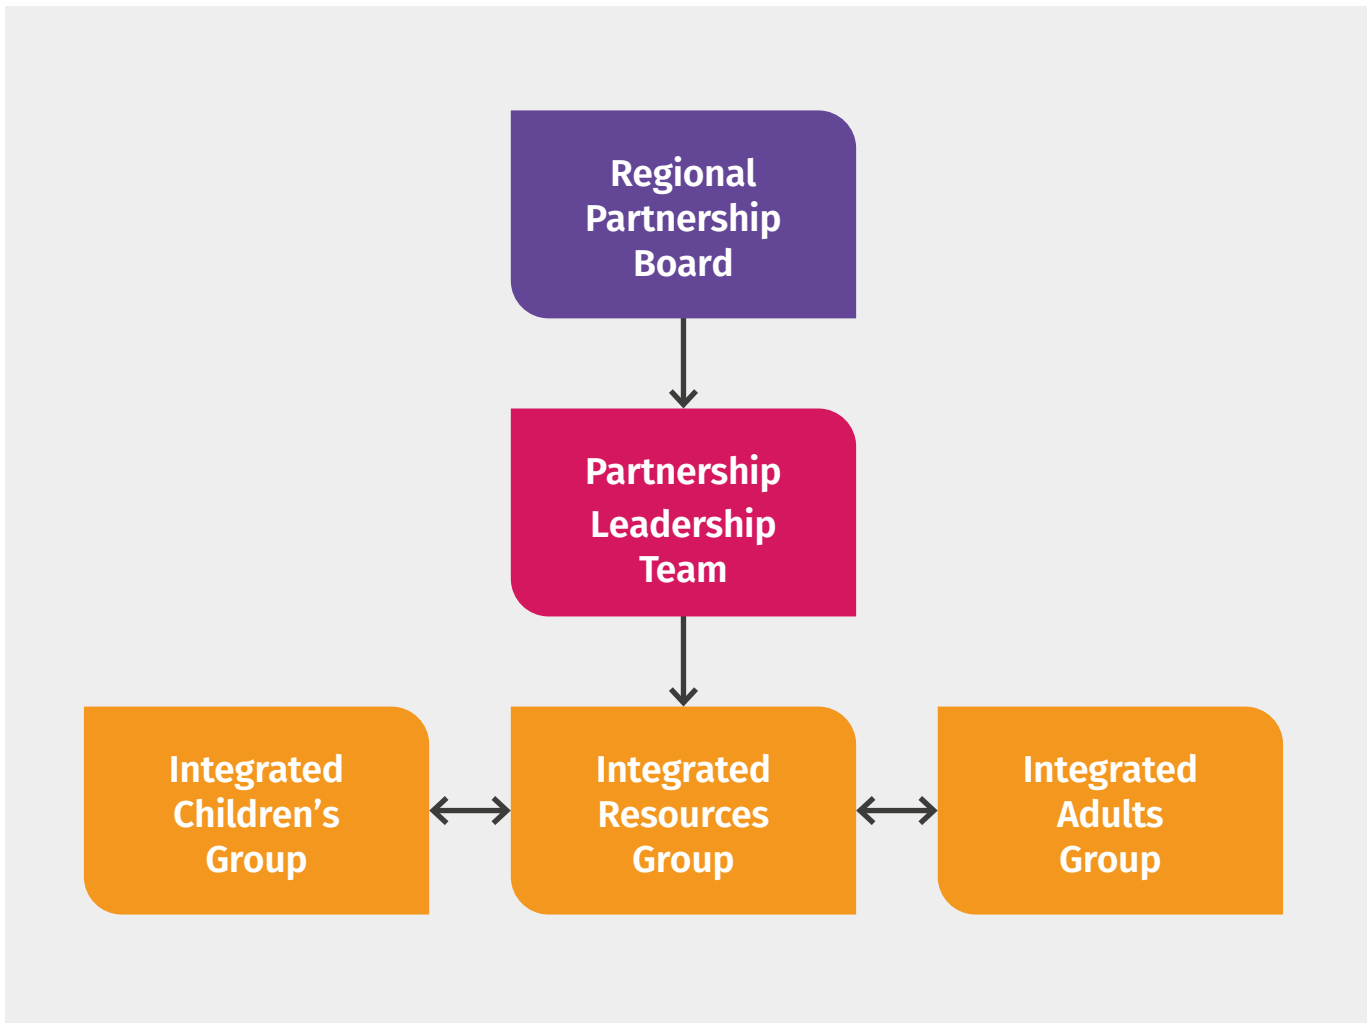 Regional
Partnership
Board
Partnership
Leadership
Team
Integrated
Children’s
Group
Integrated
Resources
Group
Integrated
Adults
Group